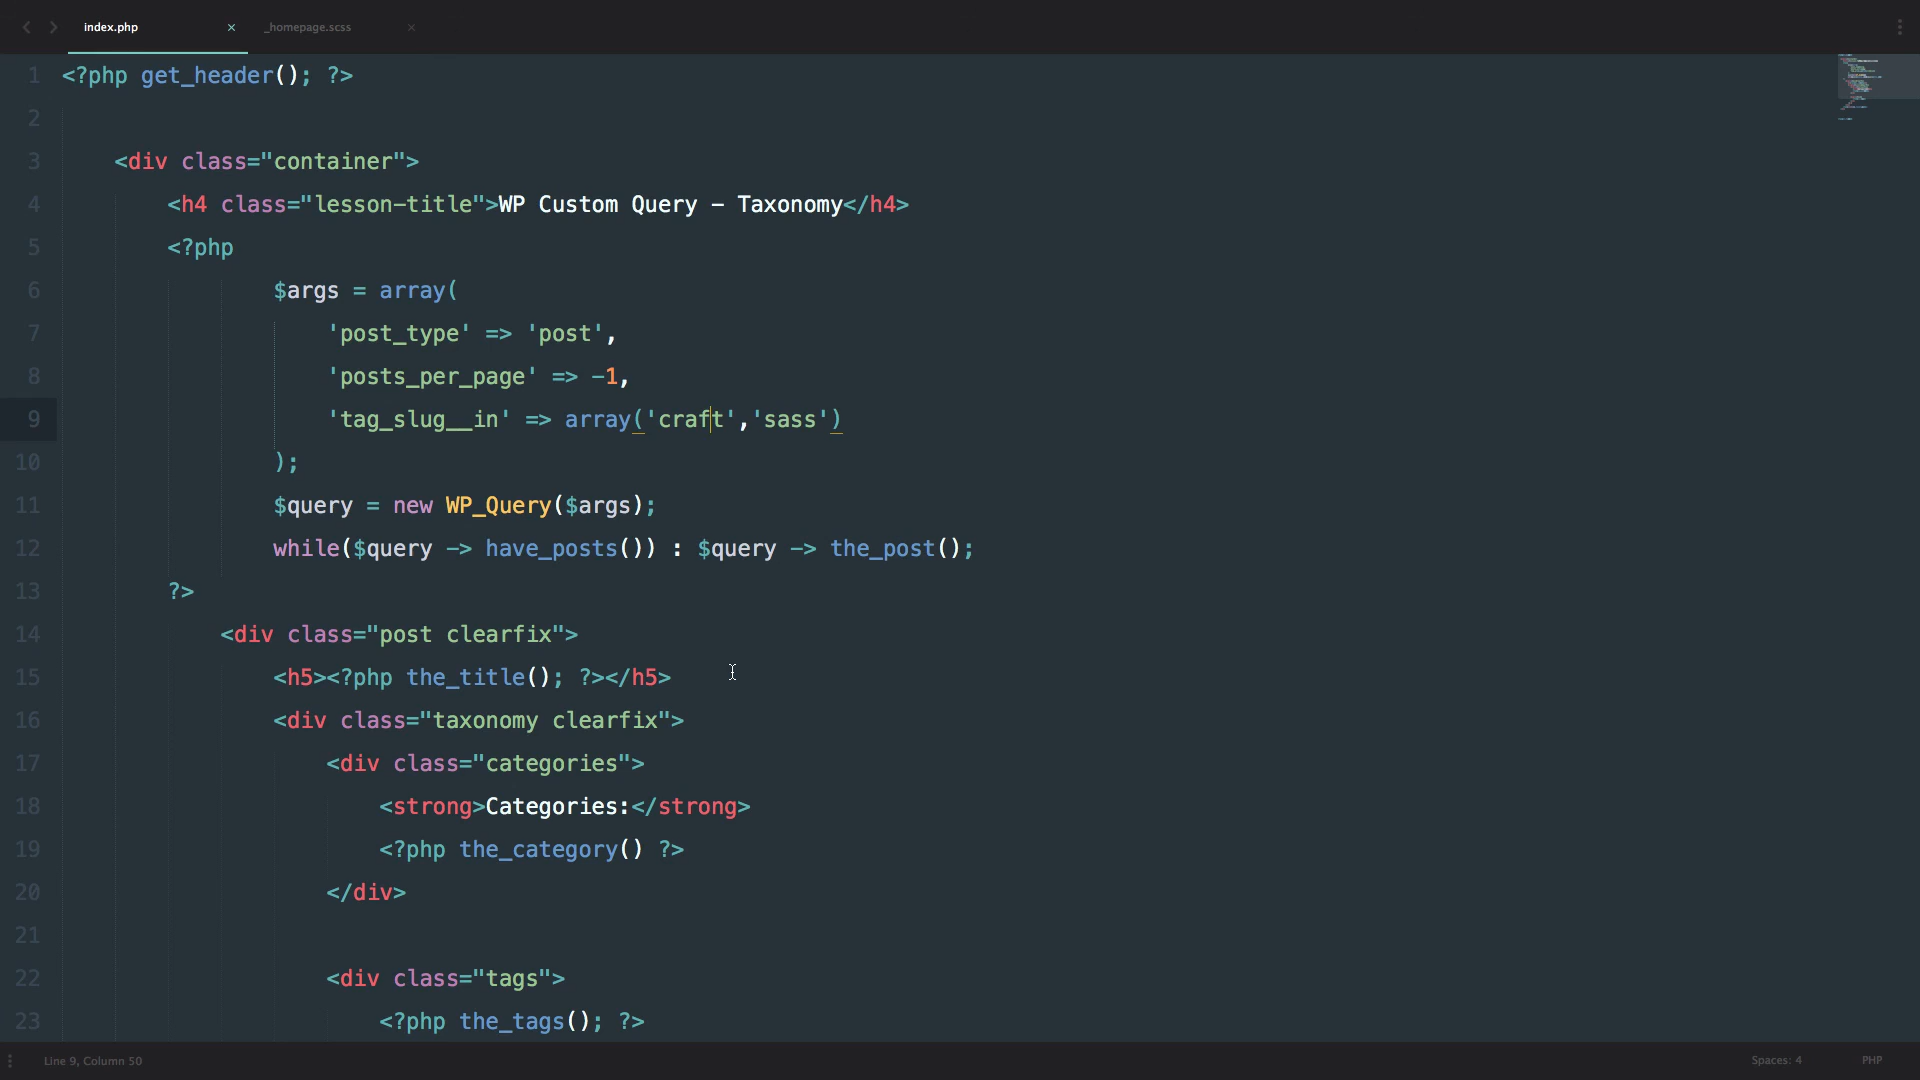 index.php × _homepage.scss ×
1 <?php get_header(); ?>
2
3 <div class="container">
4 <h4 class="lesson-title">WP Custom Query – Taxonomy</h4>
5 <?php
6 $args = array(
7 'post_type' => 'post',
8 'posts_per_page' => -1,
9 'tag_slug__in' => array('craft','sass')
10 );
11 $query = new WP_Query($args);
12 while($query -> have_posts()) : $query -> the_post();
13 ?>
14 <div class="post clearfix">
15 <h5><?php the_title(); ?></h5>
16 <div class="taxonomy clearfix">
17 <div class="categories">
18 <strong>Categories:</strong>
19 <?php the_category() ?>
20 </div>
21
22 <div class="tags">
23 <?php the_tags(); ?>
Line 9, Column 50 Spaces: 4 PHP